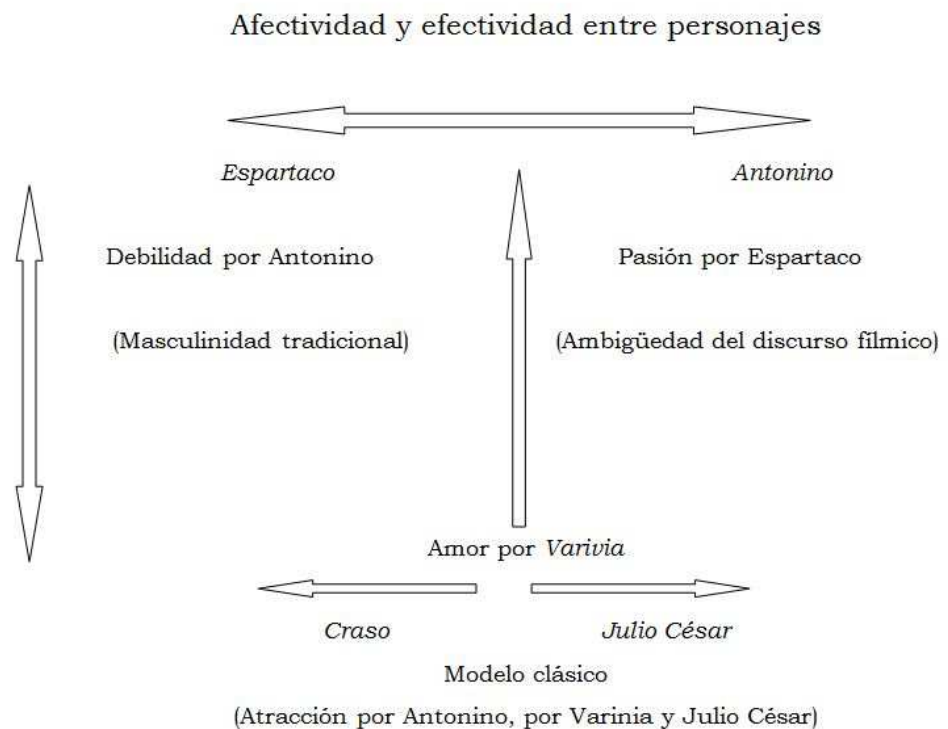 Afectividad y efectividad entre personajes
Espartaco Antonino
Debilidad por Antonino Pasión por Espartaco
(Masculinidad tradicional) (Ambigüedad del discurso fílmico)
Amor por Varivia
Craso Julio César
Modelo clásico
(Atracción por Antonino, por Varinia y Julio César)